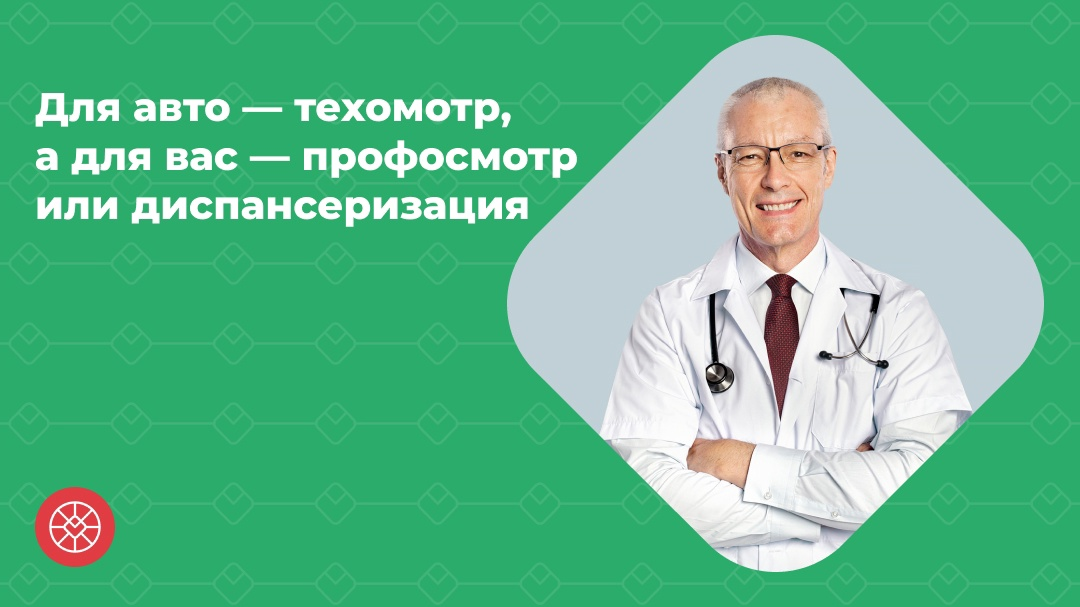 Для авто — техомотр,
а для вас — профосмотр
или диспансеризация